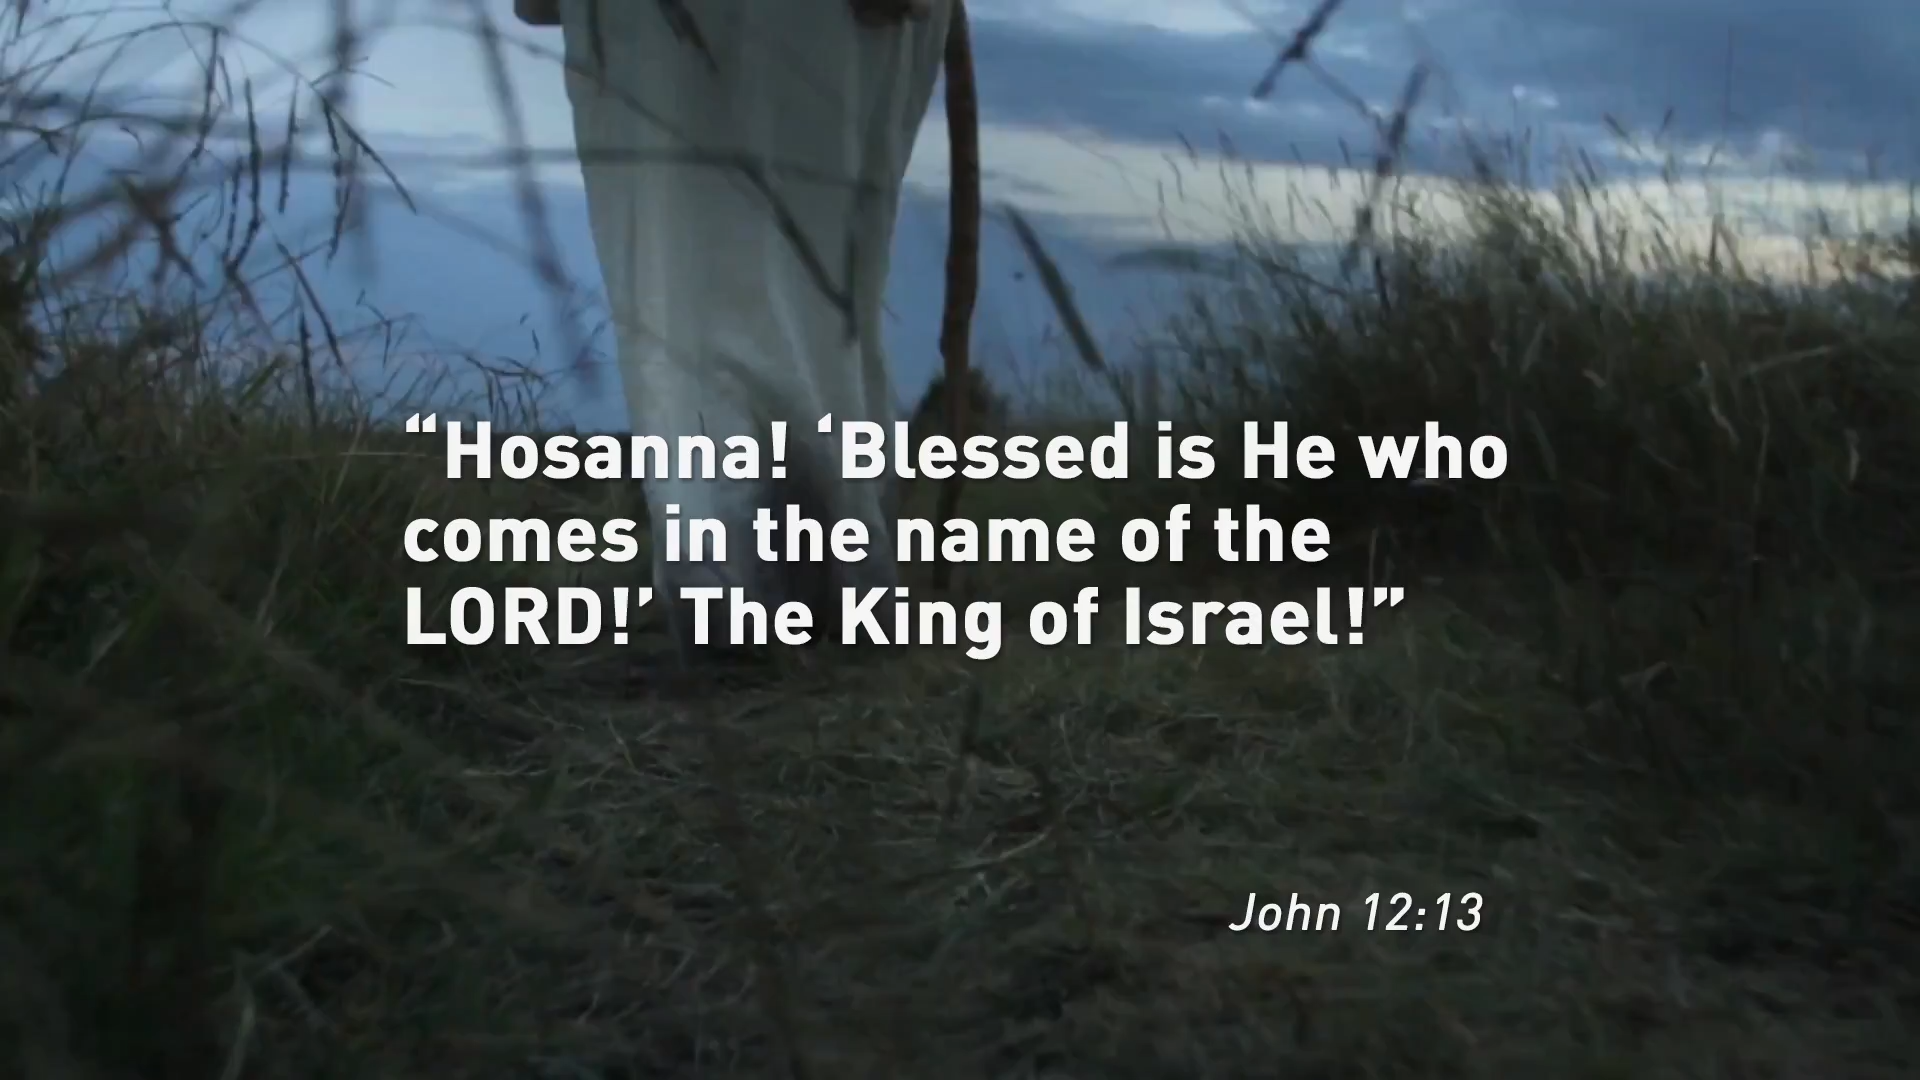 “Hosanna! ‘Blessed is He who
comes in the name of the
LORD!’ The King of Israel!”
John 12:13